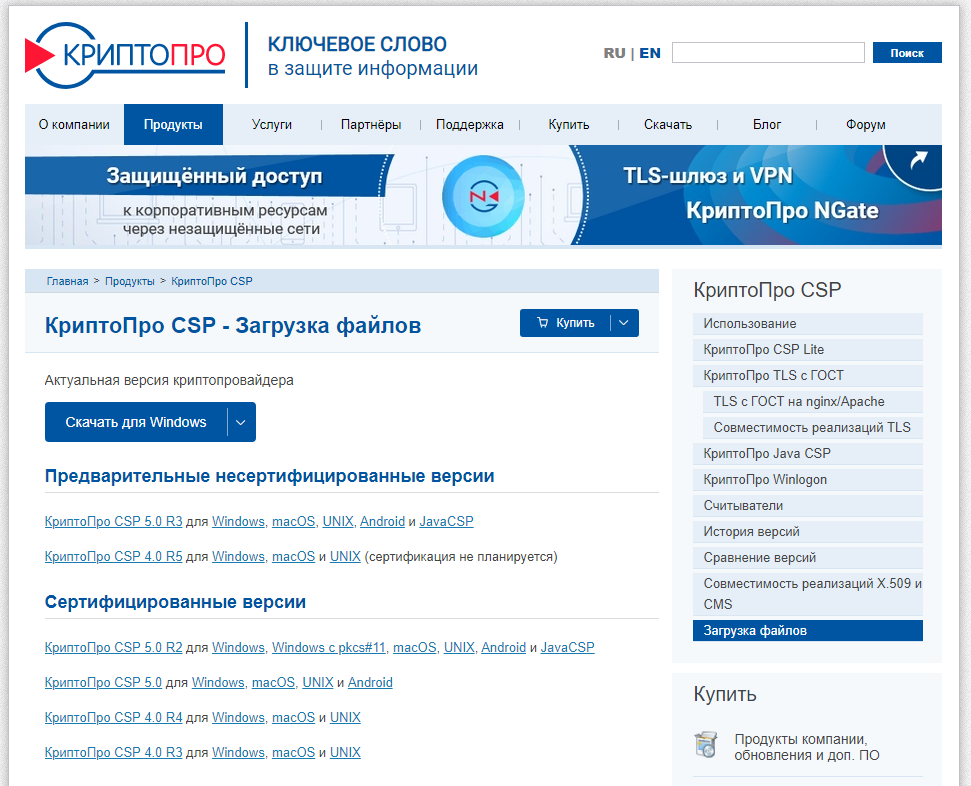 КРИПТОПРО
КЛЮЧЕВОЕ СЛОВО
в защите информации
RU | EN
Поиск
О компании
Продукты
Услуги
Партнёры
Поддержка
Купить
Скачать
Блог
Форум
Защищённый доступ
к корпоративным ресурсам
через незащищённые сети
TLS-шлюз и VPN
КриптоПро NGate
Главная > Продукты > КриптоПро CSP
КриптоПро CSP - Загрузка файлов
Купить
Актуальная версия криптопровайдера
Скачать для Windows
Предварительные несертифицированные версии
КриптоПро CSP 5.0 R3 для Windows, macOS, UNIX, Android и JavaCSP
КриптоПро CSP 4.0 R5 для Windows, macOS и UNIX (сертификация не планируется)
Сертифицированные версии
КриптоПро CSP 5.0 R2 для Windows, Windows с pkcs#11, macOS, UNIX, Android и JavaCSP
КриптоПро CSP 5.0 для Windows, macOS, UNIX и Android
КриптоПро CSP 4.0 R4 для Windows, macOS и UNIX
КриптоПро CSP 4.0 R3 для Windows, macOS и UNIX
КриптоПро CSP
Использование
КриптоПро CSP Lite
КриптоПро TLS с ГОСТ
TLS с ГОСТ на nginx/Apache
Совместимость реализаций TLS
КриптоПро Java CSP
КриптоПро Winlogon
Считыватели
История версий
Сравнение версий
Совместимость реализаций X.509 и
CMS
Загрузка файлов
Купить
Продукты компании,
обновления и доп. ПО